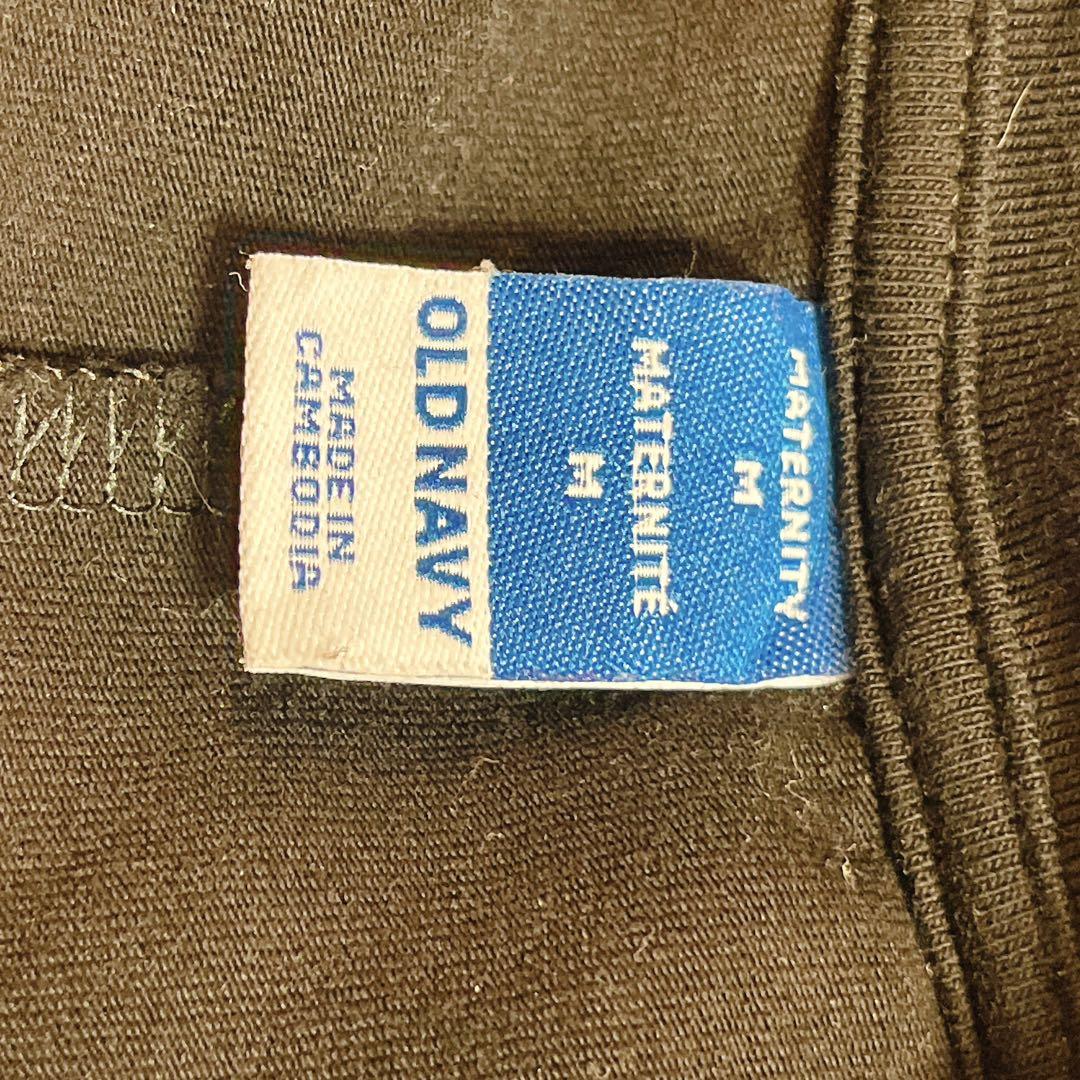 MATERNITY
M
MATERNITÉ
M
OLD NAVY
MADE IN
CAMBODIA